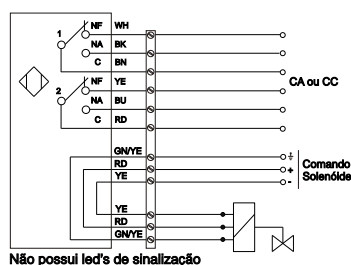 1 NF WH
NA BK
C BN
CA ou CC
2 NF YE
NA BU
C RD
GN/YE
RD +
YE -
Comando
Solenóide
YE
RD
GN/YE
Não possui led's de sinalização